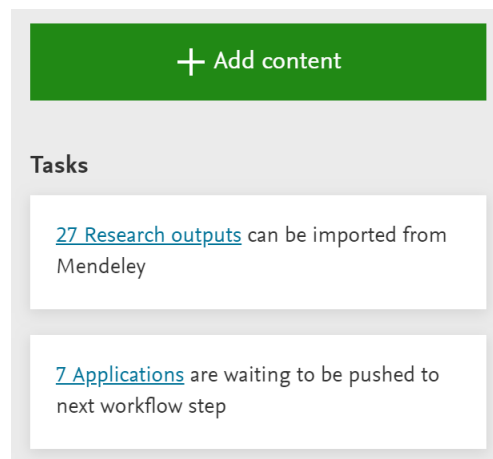 + Add content
Tasks
27 Research outputs can be imported from
Mendeley
7 Applications are waiting to be pushed to
next workflow step